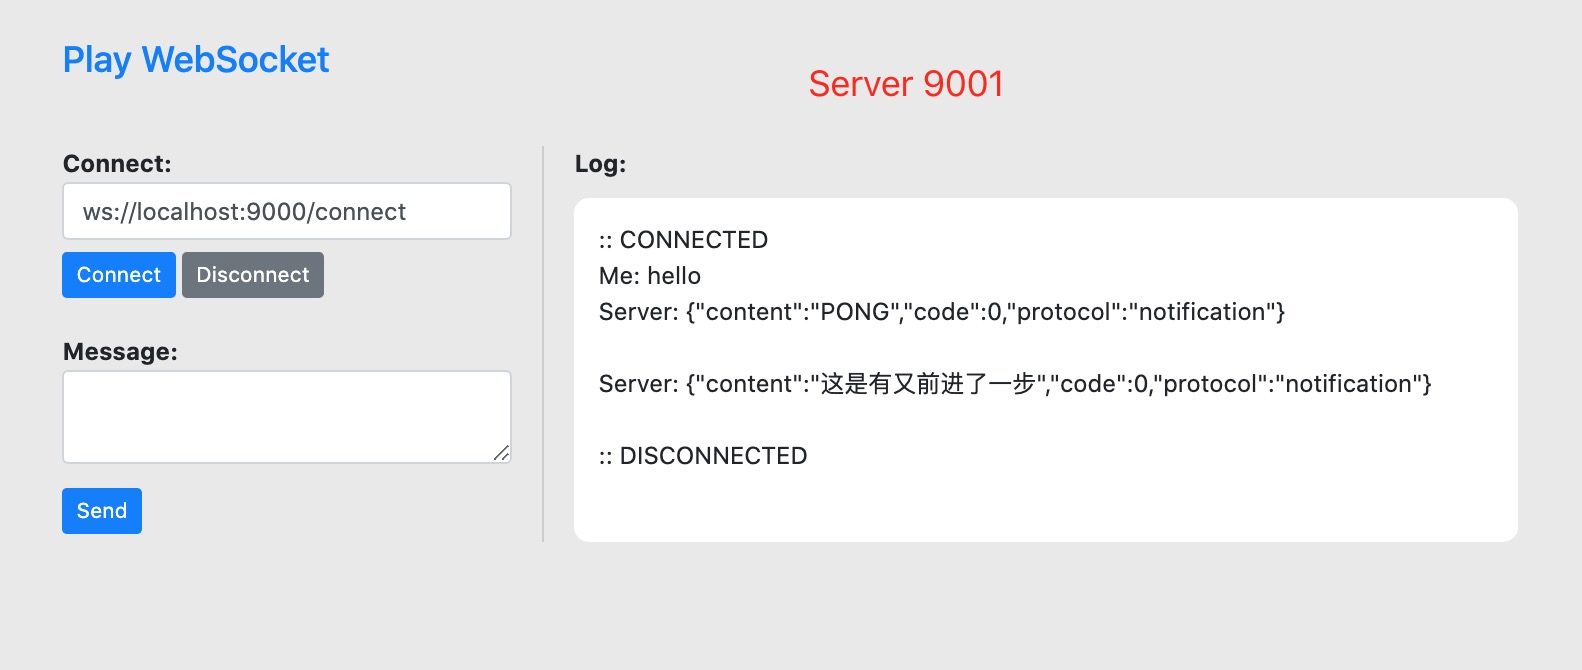 Play WebSocket
Server 9001
Connect:
ws://localhost:9000/connect
Connect Disconnect
Message:
Send
Log:
:: CONNECTED
Me: hello
Server: {"content":"PONG","code":0,"protocol":"notification"}
Server: {"content":"这是有又前进了一步","code":0,"protocol":"notification"}
:: DISCONNECTED